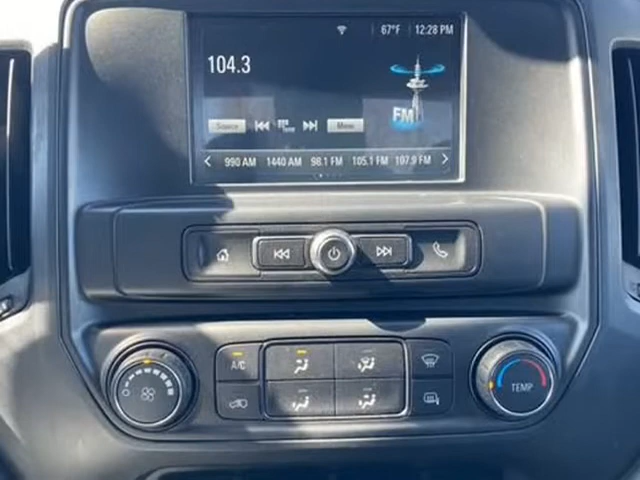 67°F 12:28 PM
104.3
FM
Source Menu
990 AM 1440 AM 98.1 FM 105.1 FM 107.9 FM
A/C
TEMP